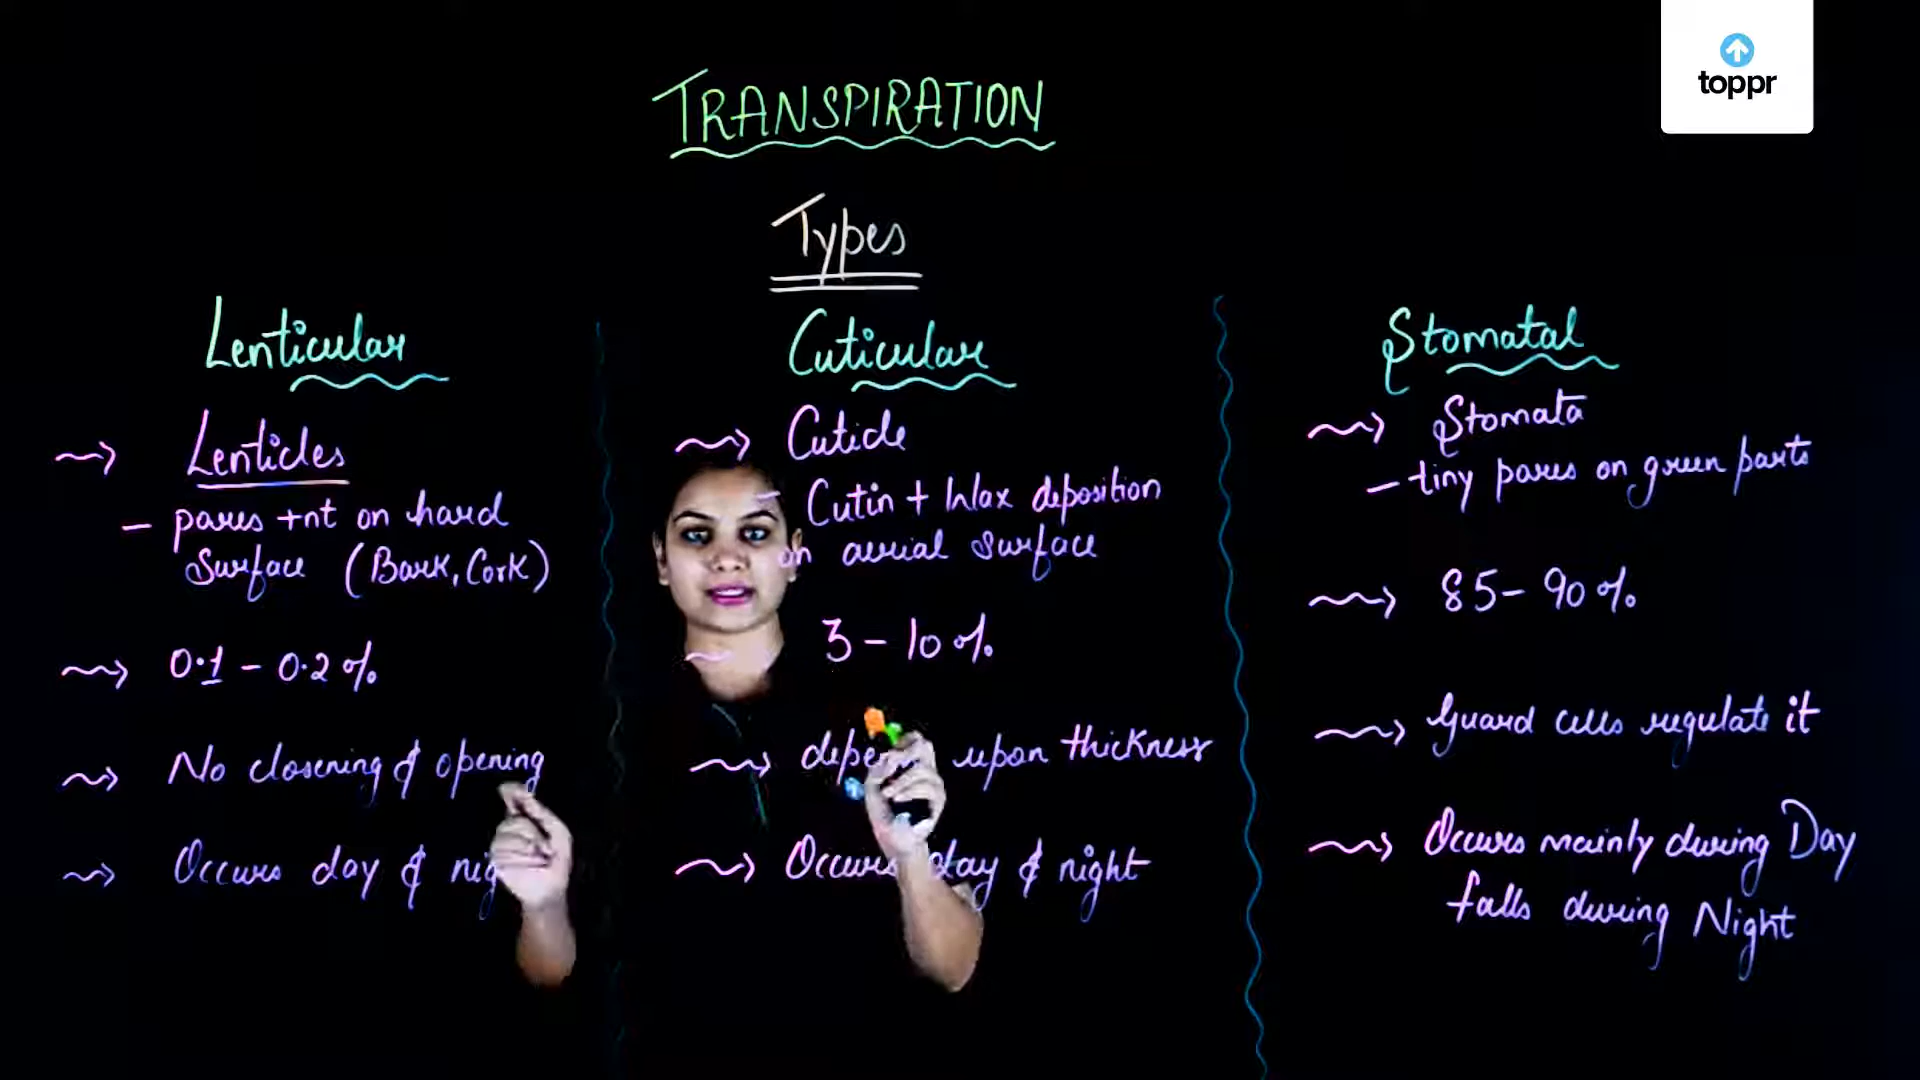 toppr
TRANSPIRATION
Types
Lenticular
Lenticles
- pores +nt on hard
Surface (Bark, Cork)
0.1 - 0.2 %
No closening & opening
Occurs day &
Cuticular
Cuticle
- Cutin + Wax deposition
on aerial surface
3 - 10 %
upon thickness
Occurs day & night
Stomatal
Stomata
- tiny pores on green parts
85 - 90 %
Guard cells regulate it
Occurs mainly during Day
falls during Night